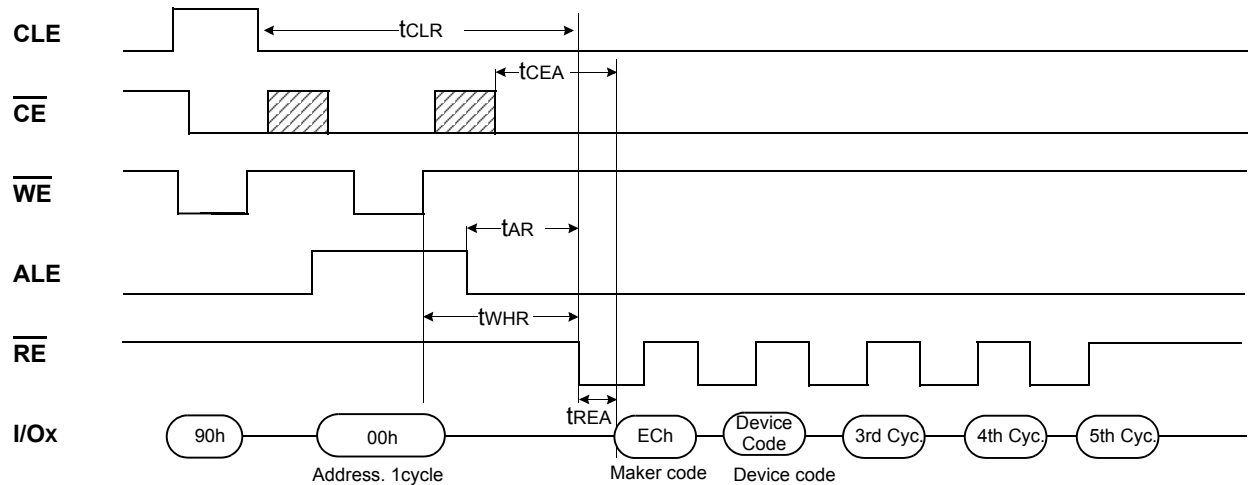 CLE
tCLR
tCEA
CE
WE
tAR
ALE
tWHR
RE
tREA
I/Ox
90h
00h
ECh
Device
Code
3rd Cyc.
4th Cyc.
5th Cyc.
Address. 1cycle
Maker code
Device code